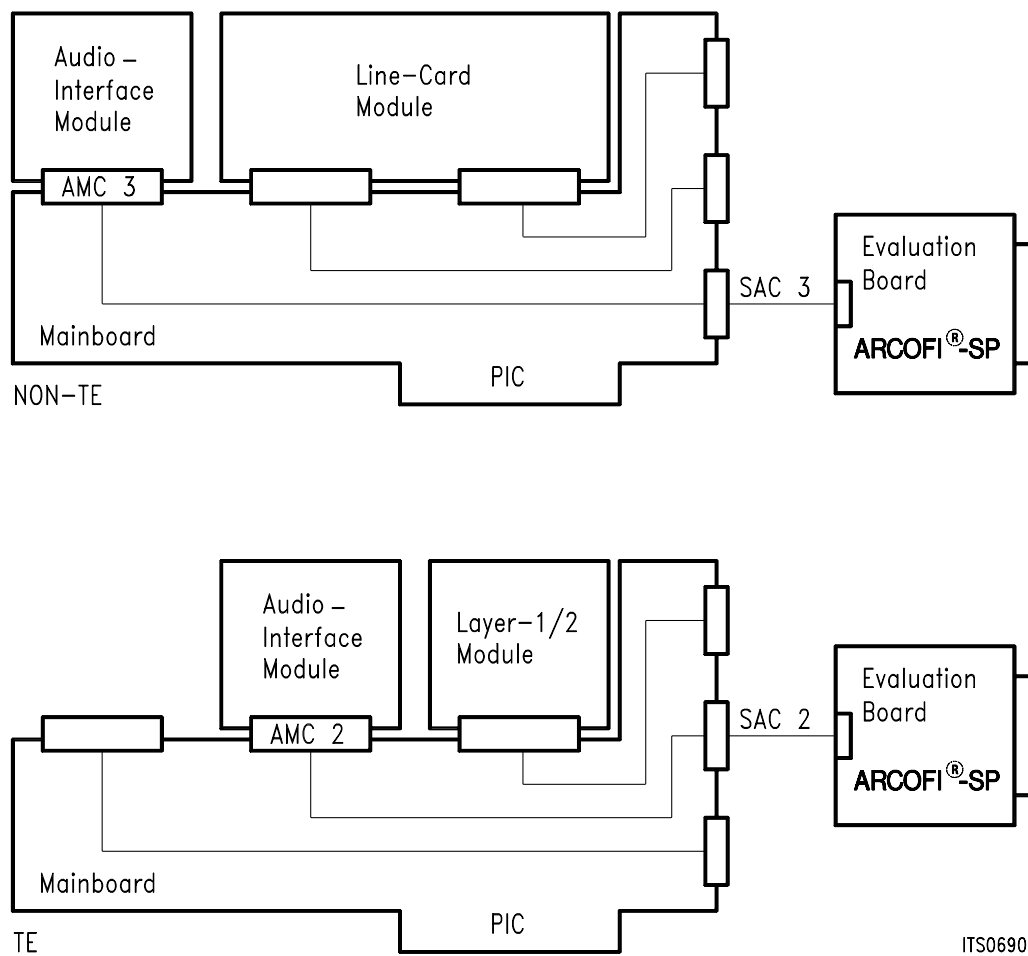 Audio –
Interface
Module
Line–Card
Module
AMC 3
SAC 3
Evaluation
Board
ARCOFI®-SP
Mainboard
PIC
NON–TE
Audio –
Interface
Module
Layer–1/2
Module
AMC 2
SAC 2
Evaluation
Board
ARCOFI®-SP
Mainboard
PIC
TE
ITS0690